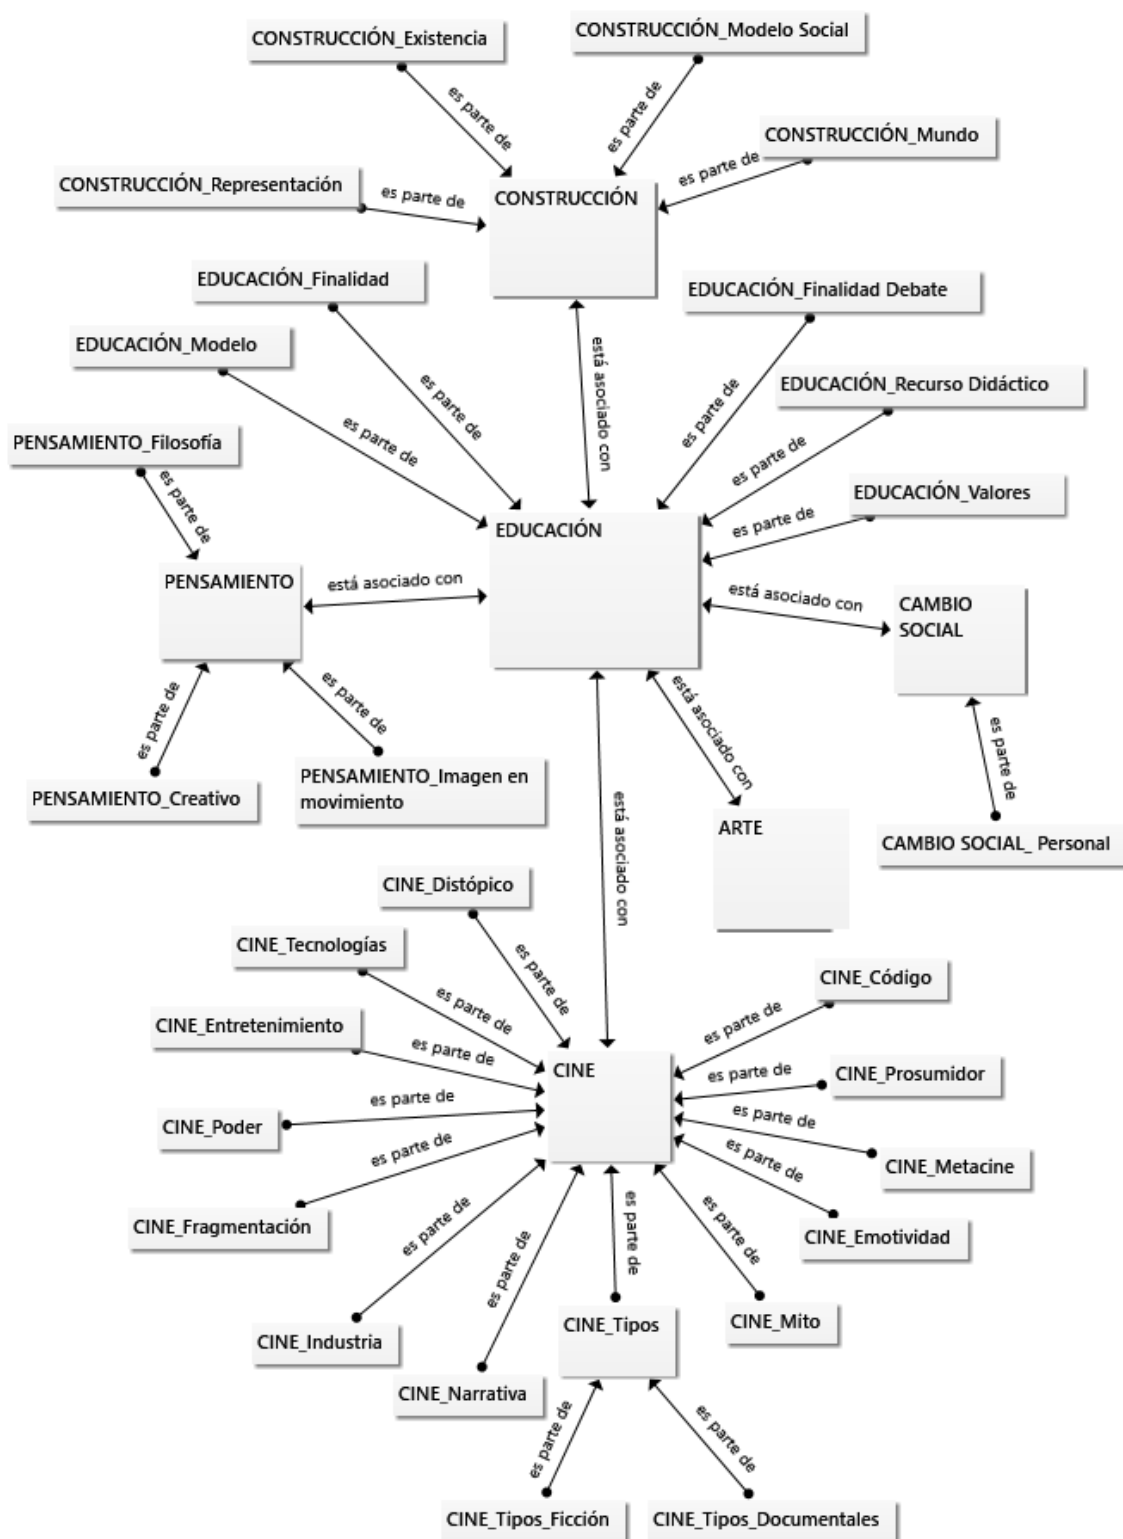 CONSTRUCCIÓN_Existencia
CONSTRUCCIÓN_Modelo Social
es parte de
es parte de
CONSTRUCCIÓN_Mundo
es parte de
CONSTRUCCIÓN_Representación
es parte de
CONSTRUCCIÓN
EDUCACIÓN_Finalidad
EDUCACIÓN_Finalidad Debate
EDUCACIÓN_Modelo
está asociado con
es parte de
es parte de
EDUCACIÓN_Recurso Didáctico
es parte de
es parte de
PENSAMIENTO_Filosofía
es parte de
EDUCACIÓN_Valores
es parte de
EDUCACIÓN
PENSAMIENTO
está asociado con
está asociado con
CAMBIO
SOCIAL
es parte de
es parte de
está asociado con
es parte de
PENSAMIENTO_Creativo
PENSAMIENTO_Imagen en
movimiento
está asociado con
ARTE
CAMBIO SOCIAL_ Personal
CINE_Distópico
CINE_Tecnologías
es parte de
CINE_Código
es parte de
es parte de
CINE_Entretenimiento
es parte de
CINE
CINE_Prosumidor
es parte de
CINE_Poder
es parte de
es parte de
CINE_Metacine
es parte de
es parte de
CINE_Fragmentación
CINE_Emotividad
es parte de
es parte de
es parte de
es parte de
CINE_Industria
CINE_Tipos
CINE_Mito
CINE_Narrativa
es parte de
es parte de
CINE_Tipos_Ficción
CINE_Tipos_Documentales